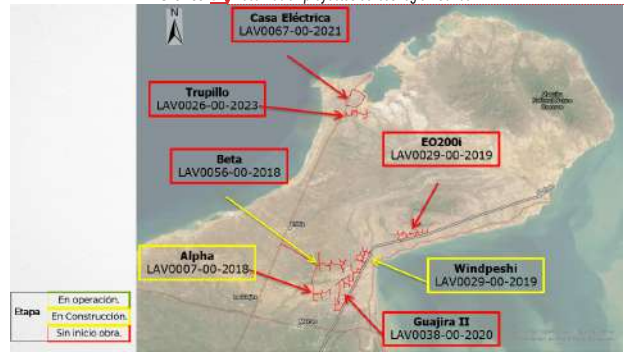 N
Casa Eléctrica
LAV0067-00-2021
Trupillo
LAV0026-00-2023
EO200i
LAV0029-00-2019
Beta
LAV0056-00-2018
Alpha
LAV0007-00-2018
Windpeshi
LAV0029-00-2019
Guajira II
LAV0038-00-2020
Etapa
En operación.
En Construcción.
Sin inicio obra.